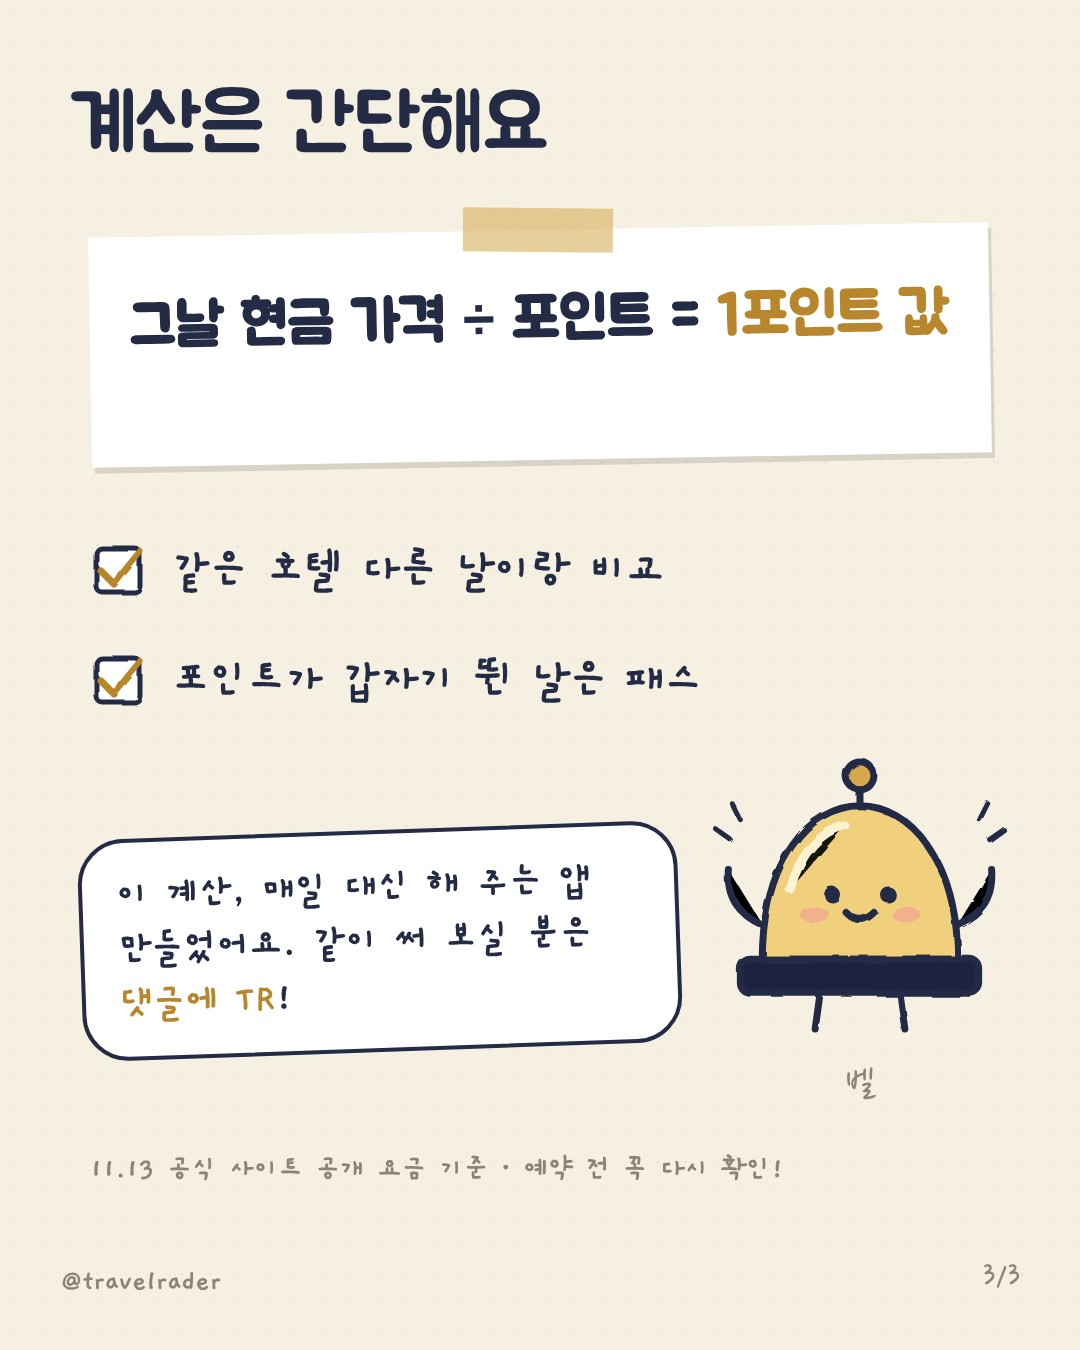 계산은 간단해요
그날 현금 가격 ÷ 포인트 = 1포인트 값
같은 호텔 다른 날이랑 비교
포인트가 갑자기 뛴 날은 패스
이 계산, 매일 대신 해 주는 앱
만들었어요. 같이 써 보실 분은
댓글에 TR!
벨
11.13 공식 사이트 공개 요금 기준 · 예약 전 꼭 다시 확인!
@travelrader
3/3